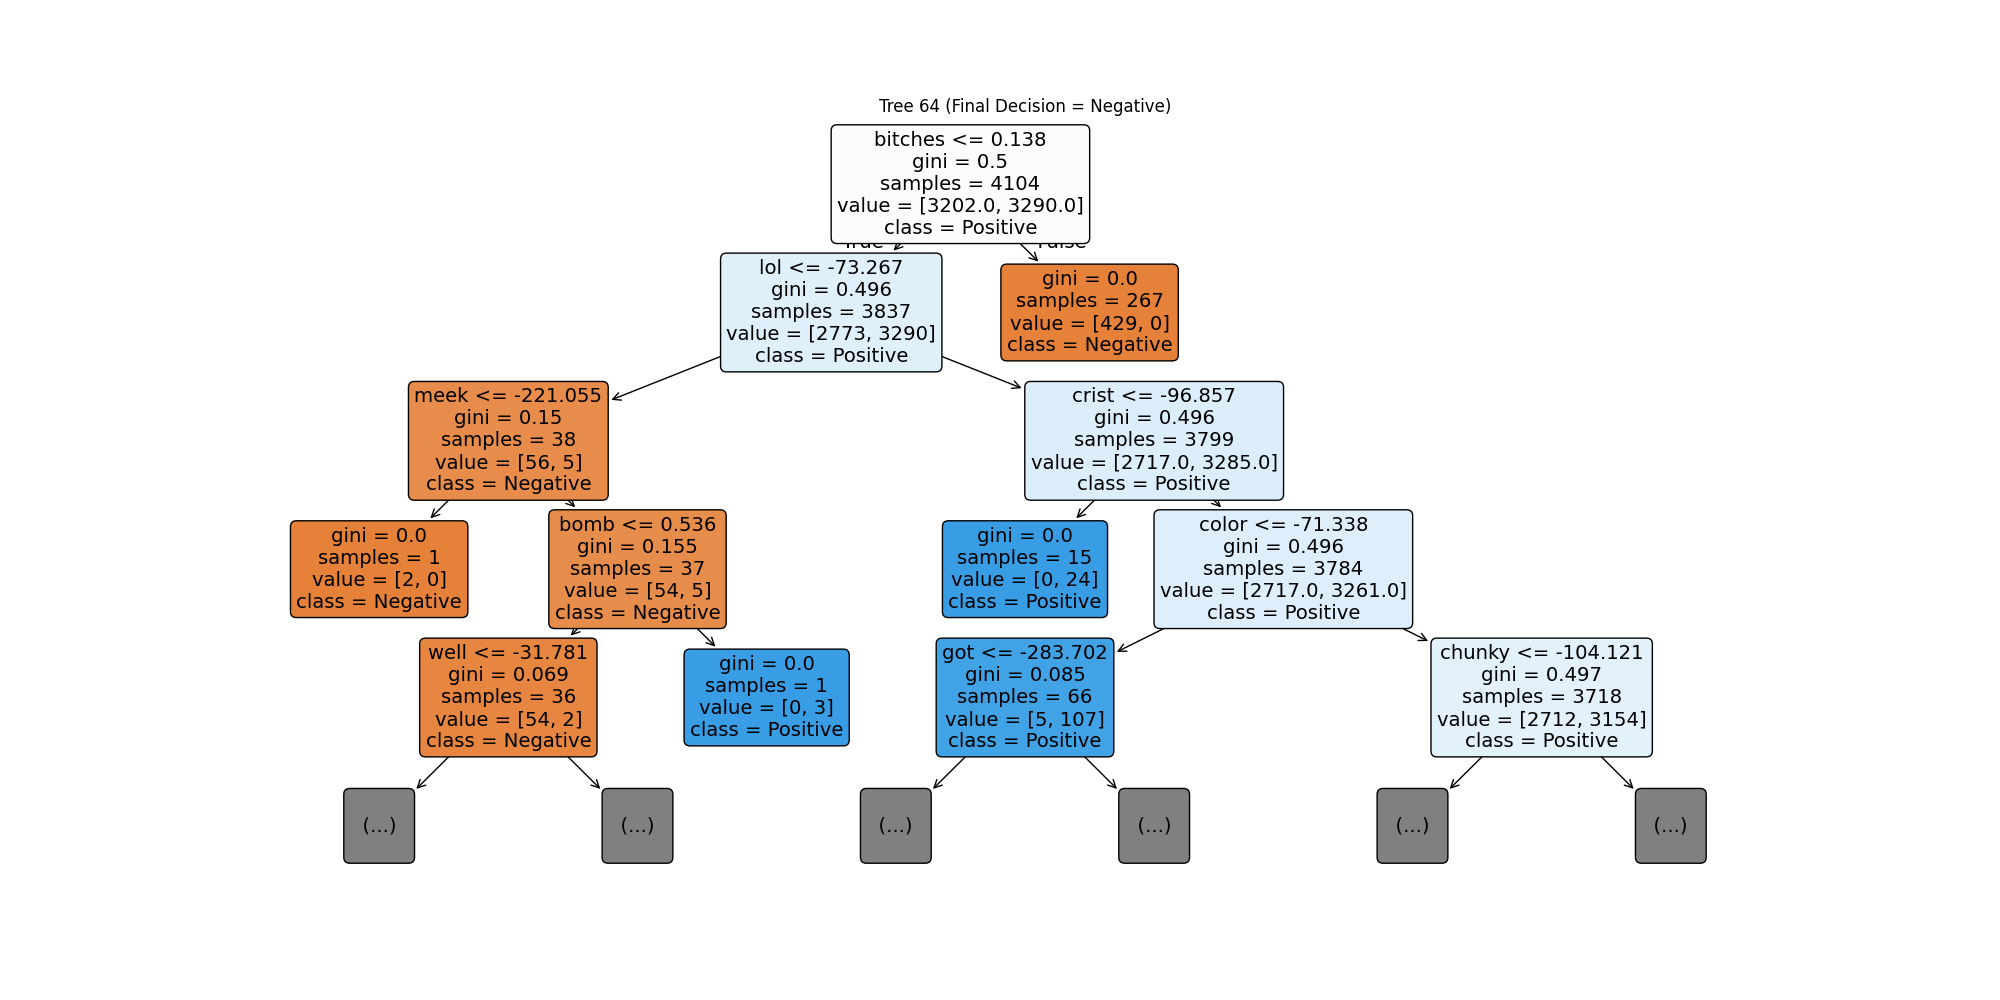 Tree 64 (Final Decision = Negative)
bitches <= 0.138
gini = 0.5
samples = 4104
value = [3202.0, 3290.0]
class = Positive
True
False
lol <= -73.267
gini = 0.496
samples = 3837
value = [2773, 3290]
class = Positive
gini = 0.0
samples = 267
value = [429, 0]
class = Negative
meek <= -221.055
gini = 0.15
samples = 38
value = [56, 5]
class = Negative
crist <= -96.857
gini = 0.496
samples = 3799
value = [2717.0, 3285.0]
class = Positive
gini = 0.0
samples = 1
value = [2, 0]
class = Negative
bomb <= 0.536
gini = 0.155
samples = 37
value = [54, 5]
class = Negative
gini = 0.0
samples = 15
value = [0, 24]
class = Positive
color <= -71.338
gini = 0.496
samples = 3784
value = [2717.0, 3261.0]
class = Positive
well <= -31.781
gini = 0.069
samples = 36
value = [54, 2]
class = Negative
gini = 0.0
samples = 1
value = [0, 3]
class = Positive
got <= -283.702
gini = 0.085
samples = 66
value = [5, 107]
class = Positive
chunky <= -104.121
gini = 0.497
samples = 3718
value = [2712, 3154]
class = Positive
(...)
(...)
(...)
(...)
(...)
(...)